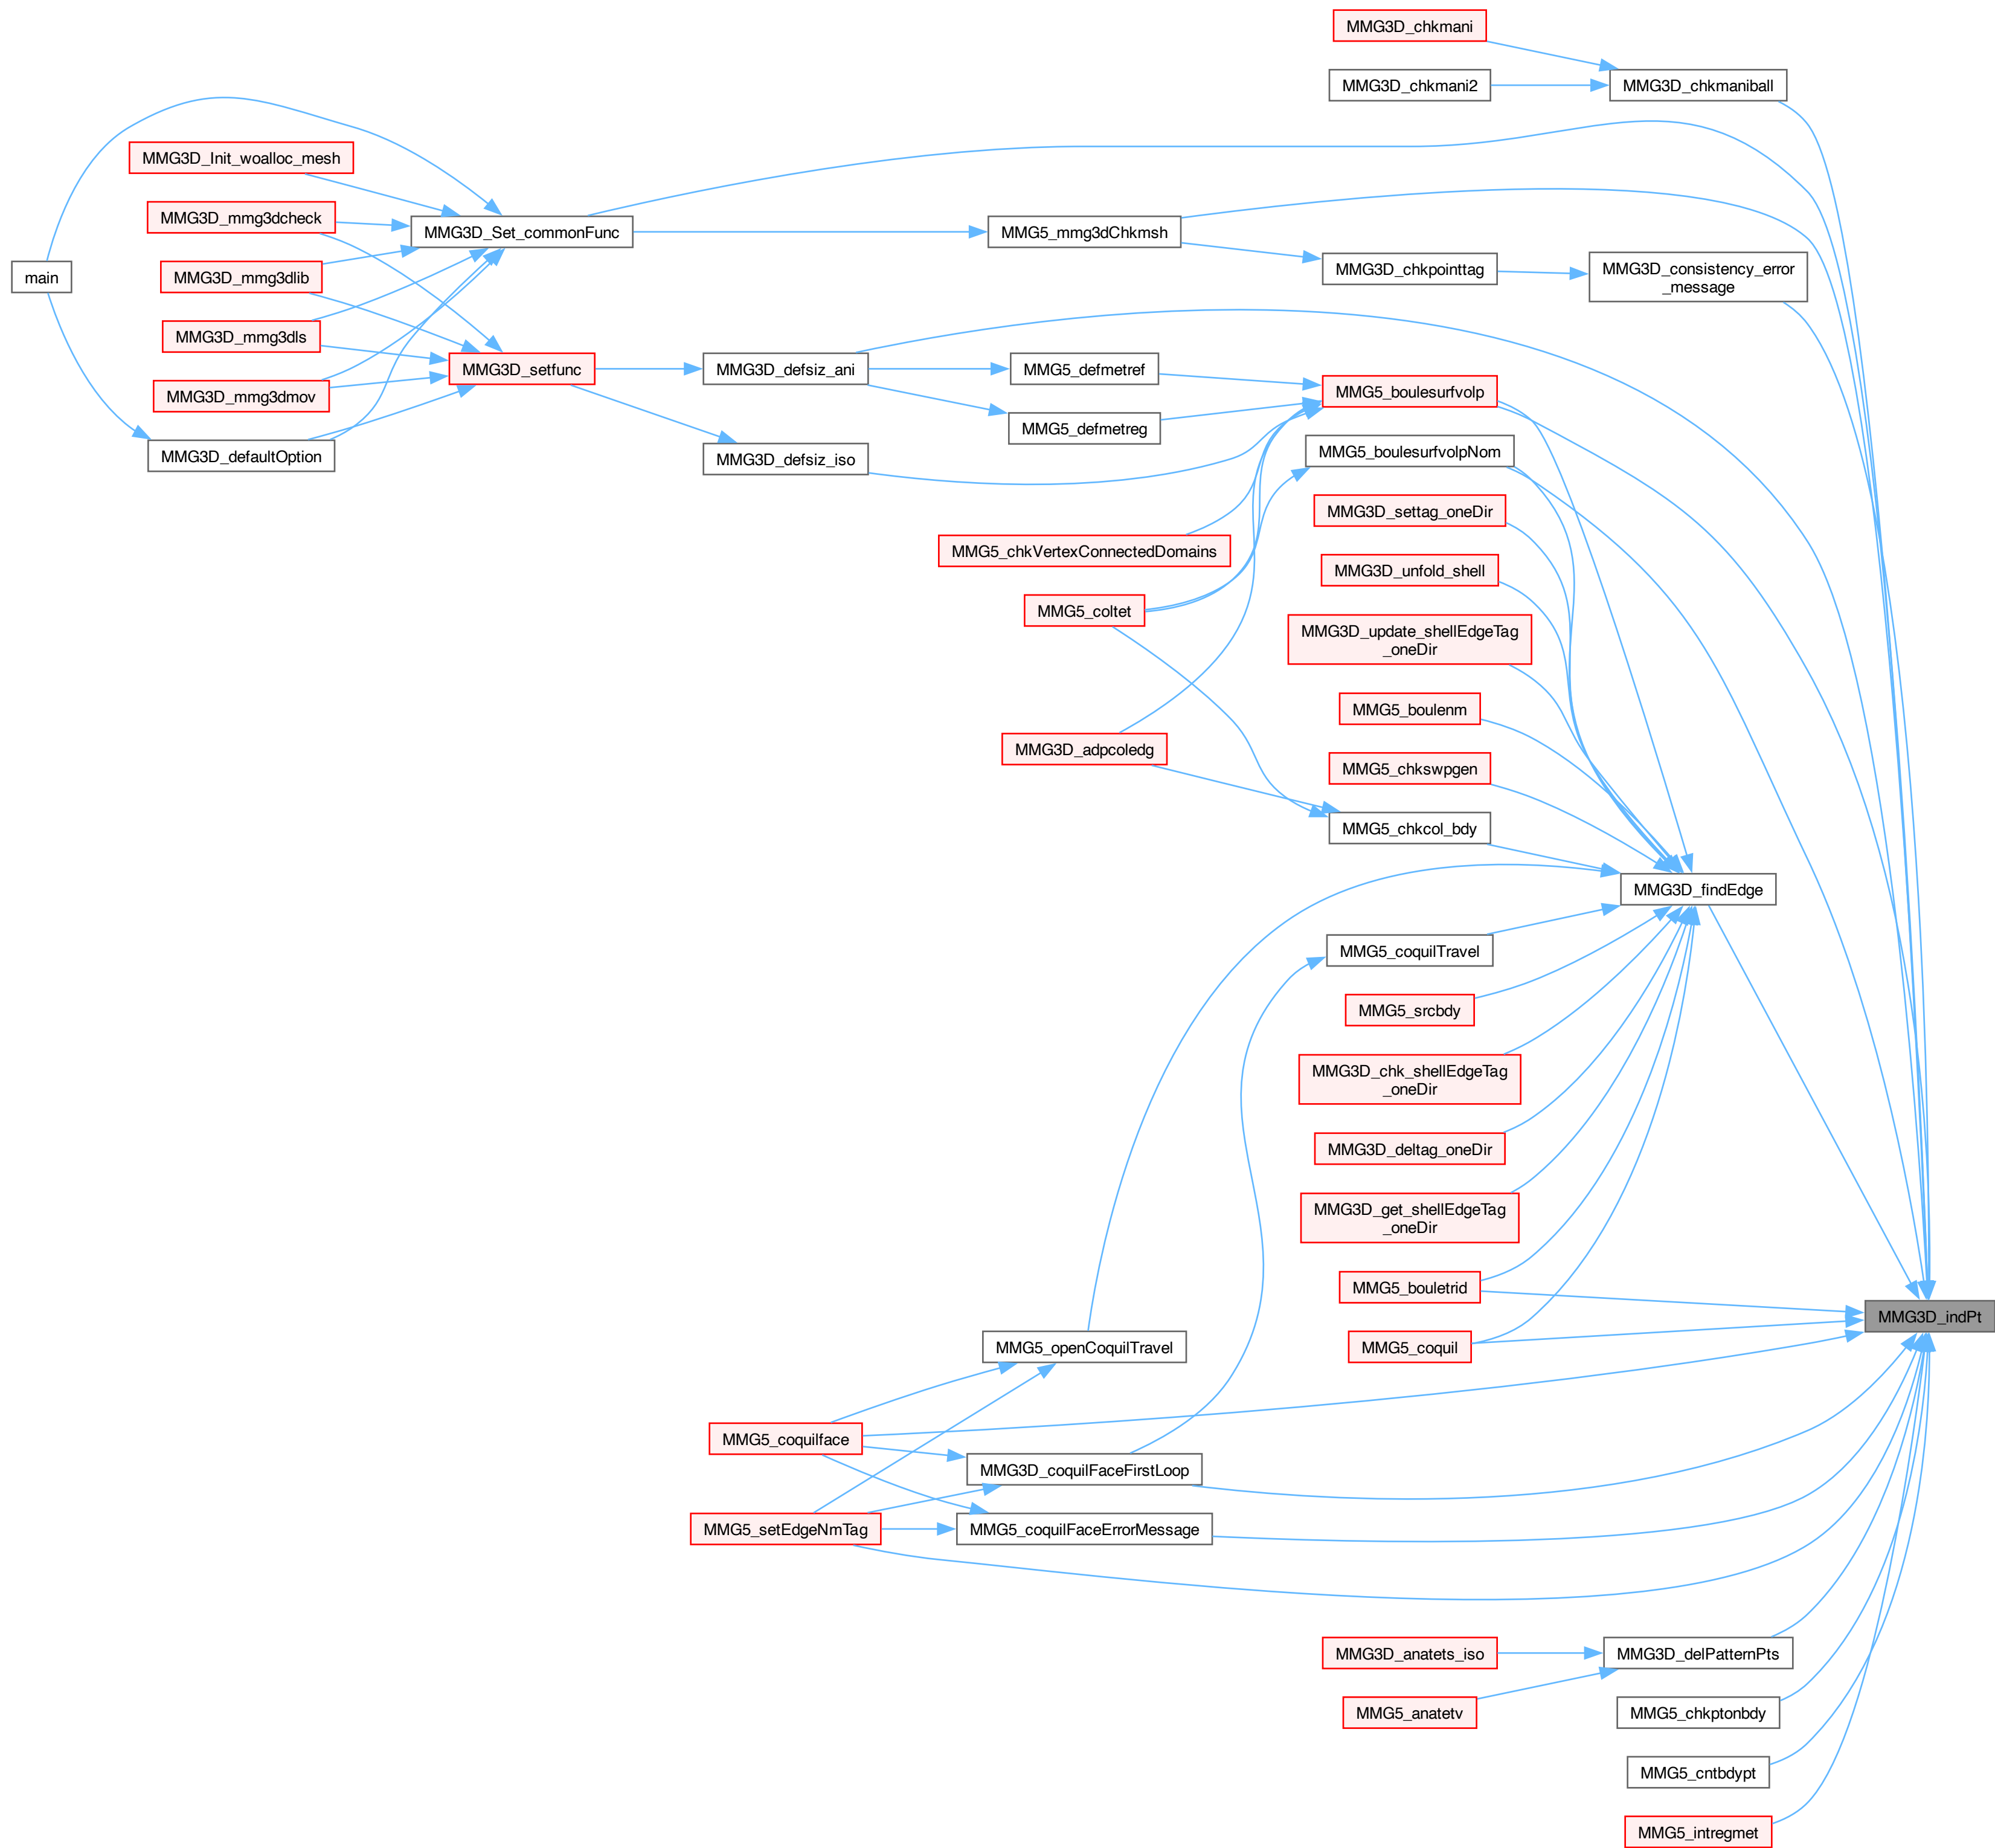 MMG3D_chkmani
MMG3D_chkmani2
MMG3D_chkmaniball
MMG3D_Init_woalloc_mesh
MMG3D_mmg3dcheck
MMG3D_Set_commonFunc
MMG5_mmg3dChkmsh
main
MMG3D_mmg3dlib
MMG3D_chkpointtag
MMG3D_consistency_error
_message
MMG3D_mmg3dls
MMG3D_setfunc
MMG3D_defsiz_ani
MMG5_defmetref
MMG3D_mmg3dmov
MMG5_boulesurfvolp
MMG5_defmetreg
MMG3D_defaultOption
MMG3D_defsiz_iso
MMG5_boulesurfvolpNom
MMG3D_settag_oneDir
MMG5_chkVertexConnectedDomains
MMG3D_unfold_shell
MMG5_coltet
MMG3D_update_shellEdgeTag
_oneDir
MMG5_boulenm
MMG3D_adpcoledg
MMG5_chkswpgen
MMG5_chkcol_bdy
MMG3D_findEdge
MMG5_coquilTravel
MMG5_srcbdy
MMG3D_chk_shellEdgeTag
_oneDir
MMG3D_deltag_oneDir
MMG3D_get_shellEdgeTag
_oneDir
MMG5_bouletrid
MMG3D_indPt
MMG5_openCoquilTravel
MMG5_coquil
MMG5_coquilface
MMG3D_coquilFaceFirstLoop
MMG5_setEdgeNmTag
MMG5_coquilFaceErrorMessage
MMG3D_anatets_iso
MMG3D_delPatternPts
MMG5_anatetv
MMG5_chkptonbdy
MMG5_cntbdypt
MMG5_intregmet